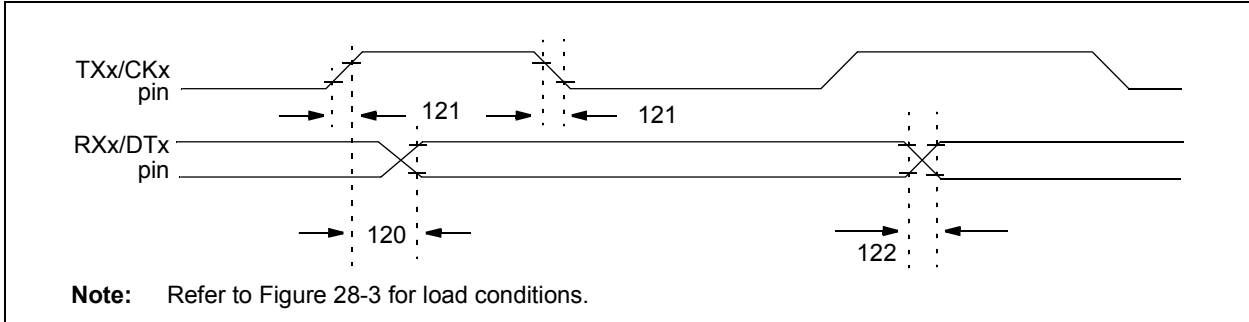 TXx/CKx
pin
121
121
RXx/DTx
pin
120
122
Note: Refer to Figure 28-3 for load conditions.